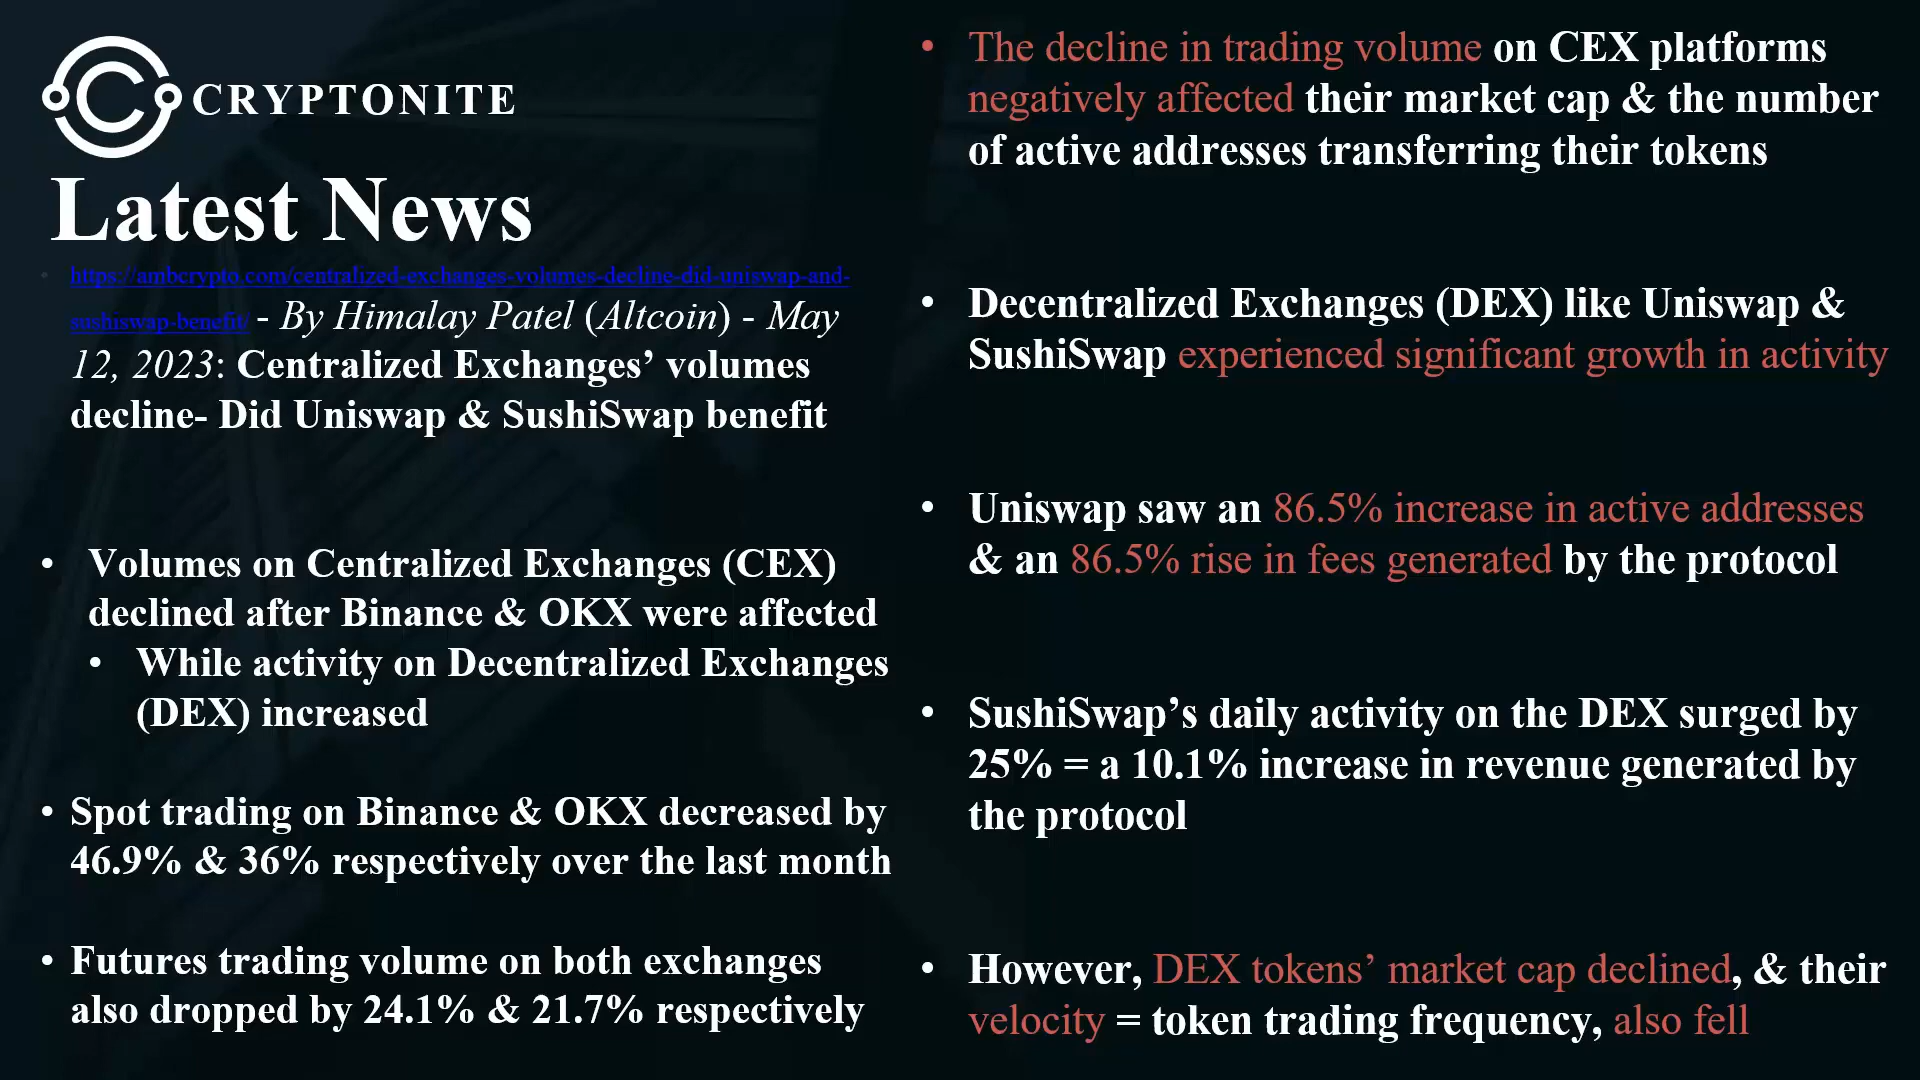 CRYPTONITE
Latest News
• https://ambcrypto.com/centralized-exchanges-volumes-decline-did-uniswap-and-
sushiswap-benefit/ - By Himalay Patel (Altcoin) - May
12, 2023: Centralized Exchanges’ volumes
decline- Did Uniswap & SushiSwap benefit
• Volumes on Centralized Exchanges (CEX)
declined after Binance & OKX were affected
• While activity on Decentralized Exchanges
(DEX) increased
• Spot trading on Binance & OKX decreased by
46.9% & 36% respectively over the last month
• Futures trading volume on both exchanges
also dropped by 24.1% & 21.7% respectively
• The decline in trading volume on CEX platforms
negatively affected their market cap & the number
of active addresses transferring their tokens
• Decentralized Exchanges (DEX) like Uniswap &
SushiSwap experienced significant growth in activity
• Uniswap saw an 86.5% increase in active addresses
& an 86.5% rise in fees generated by the protocol
• SushiSwap’s daily activity on the DEX surged by
25% = a 10.1% increase in revenue generated by
the protocol
• However, DEX tokens’ market cap declined, & their
velocity = token trading frequency, also fell